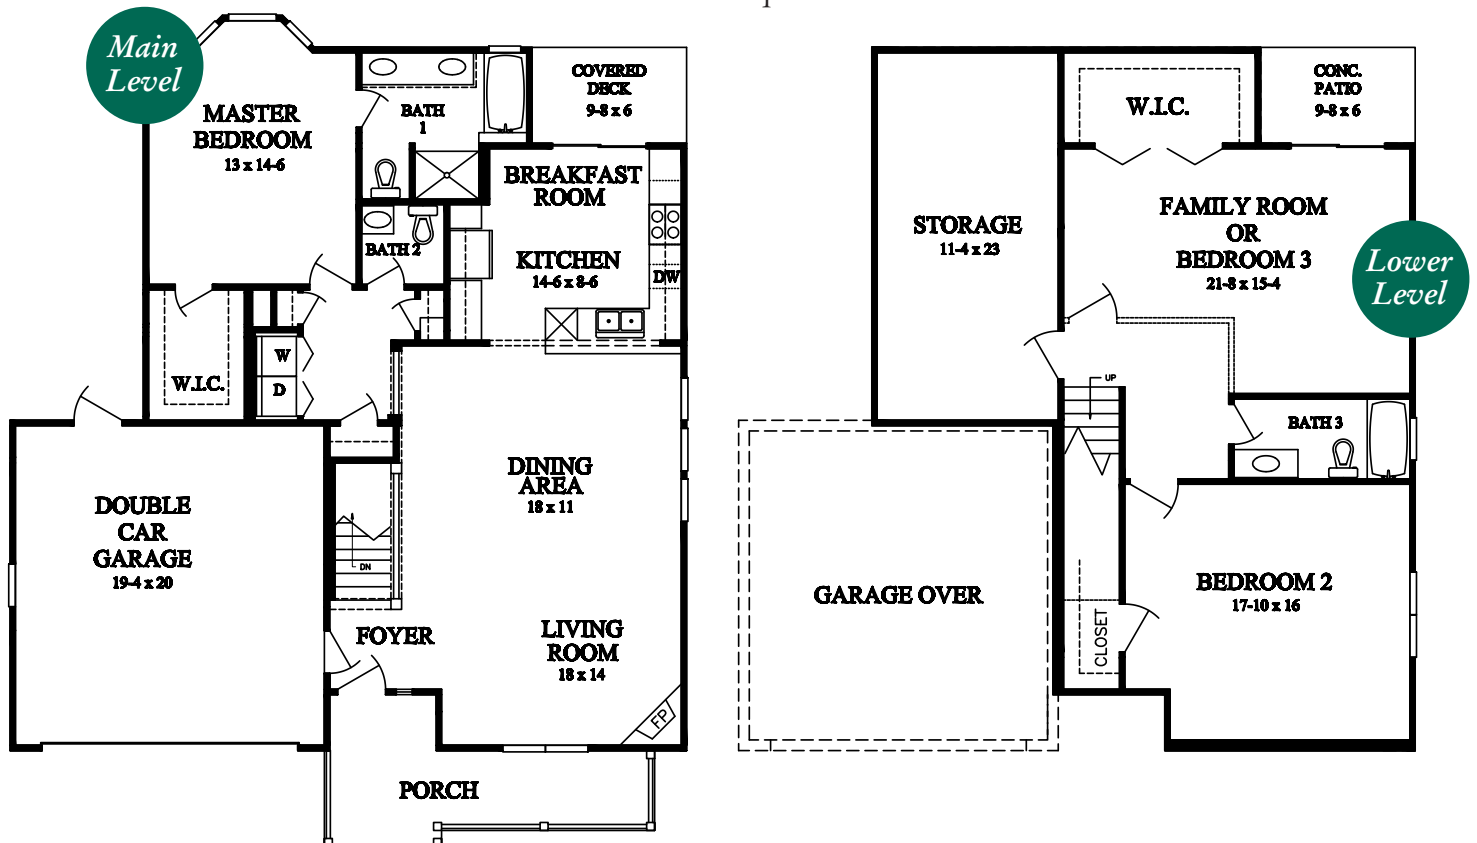 Main
Level
MASTER
BEDROOM
13 x 14-6
BATH
1
COVERED
DECK
9-8 x 6
BREAKFAST
ROOM
BATH 2
KITCHEN
14-6 x 8-6
DW
W.I.C.
W
D
DOUBLE
CAR
GARAGE
19-4 x 20
DN
DINING
AREA
18 x 11
FOYER
LIVING
ROOM
18 x 14
FP
PORCH
Lower
Level
STORAGE
11-4 x 23
W.I.C.
CONC.
PATIO
9-8 x 6
FAMILY ROOM
OR
BEDROOM 3
21-8 x 15-4
UP
BATH 3
GARAGE OVER
CLOSET
BEDROOM 2
17-10 x 16